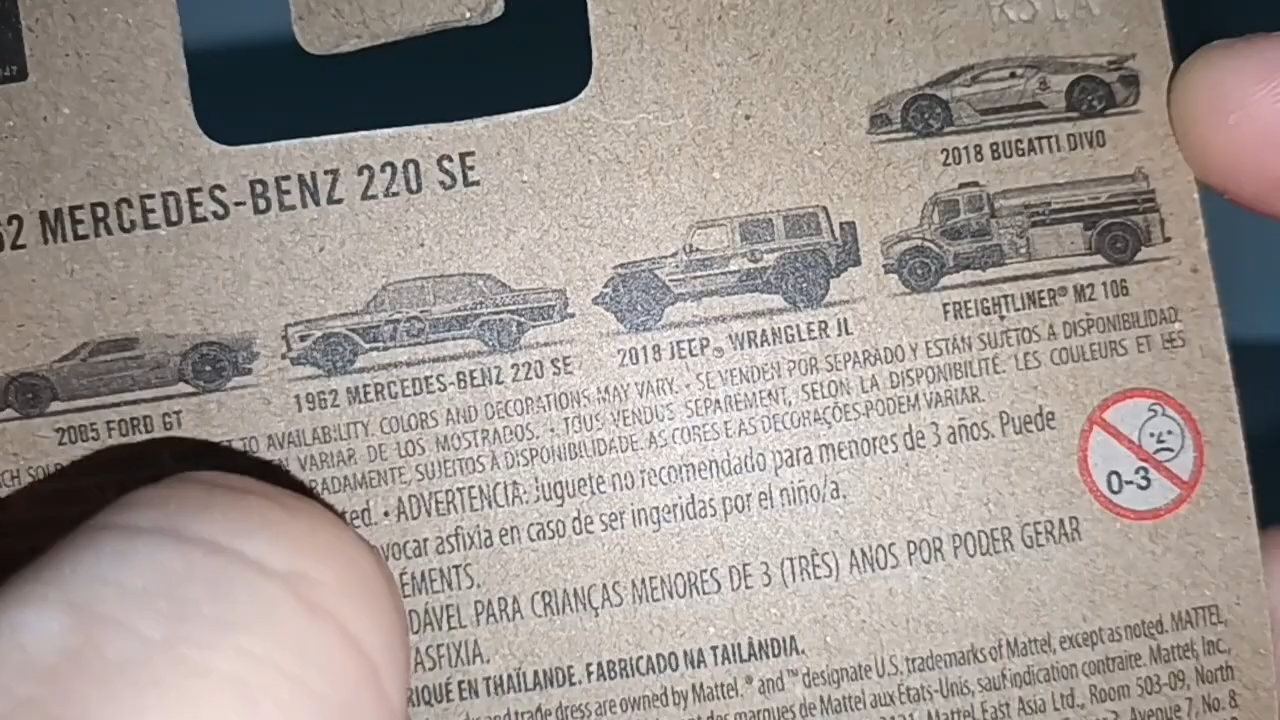 2018 BUGATTI DIVO
62 MERCEDES-BENZ 220 SE
FREIGHTLINER® M2 106
2018 JEEP® WRANGLER JL
1962 MERCEDES-BENZ 220 SE
2005 FORD GT
TO AVAILABILITY. COLORS AND DECORATIONS MAY VARY. • SE VENDEN POR SEPARADO Y ESTÁN SUJETOS A DISPONIBILIDAD.
VARIAR DE LOS MOSTRADOS. • TOUS VENDUS SÉPARÉMENT, SELON LA DISPONIBILITÉ. LES COULEURS ET LES
SUJEITOS À DISPONIBILIDADE. AS CORES E AS DECORAÇÕES PODEM VARIAR.
• ADVERTENCIA: Juguete no recomendado para menores de 3 años. Puede
asfixia en caso de ser ingeridas por el niño/a.
0-3
PARA CRIANÇAS MENORES DE 3 (TRÊS) ANOS POR PODER GERAR
ASFIXIA.
EN THAÏLANDE. FABRICADO NA TAILÂNDIA.
and trade dress are owned by Mattel. ® and ™ designate U.S. trademarks of Mattel, except as noted. MATTEL,
des marques de Mattel aux États-Unis, sauf indication contraire. Mattel, Inc.,
Mattel East Asia Ltd., Room 503-09, North
Avenue 7, No. 8